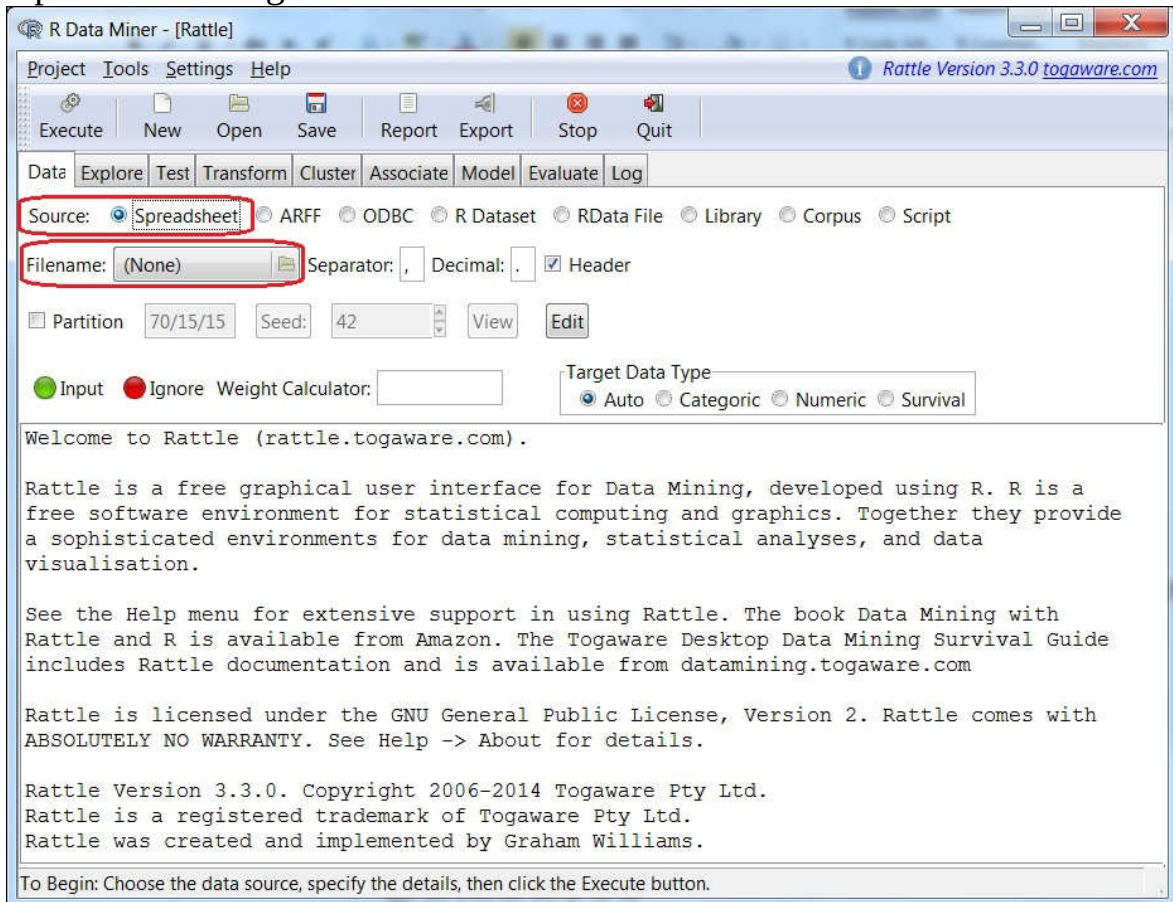 R Data Miner - [Rattle]
Project Tools Settings Help
Rattle Version 3.3.0 togaware.com
Execute New Open Save Report Export Stop Quit
Data Explore Test Transform Cluster Associate Model Evaluate Log
Source: Spreadsheet ARFF ODBC R Dataset RData File Library Corpus Script
Filename: (None) Separator: , Decimal: . Header
Partition 70/15/15 Seed: 42 View Edit
Input Ignore Weight Calculator:
Target Data Type
Auto Categoric Numeric Survival
Welcome to Rattle (rattle.togaware.com).
Rattle is a free graphical user interface for Data Mining, developed using R. R is a
free software environment for statistical computing and graphics. Together they provide
a sophisticated environments for data mining, statistical analyses, and data
visualisation.
See the Help menu for extensive support in using Rattle. The book Data Mining with
Rattle and R is available from Amazon. The Togaware Desktop Data Mining Survival Guide
includes Rattle documentation and is available from datamining.togaware.com
Rattle is licensed under the GNU General Public License, Version 2. Rattle comes with
ABSOLUTELY NO WARRANTY. See Help -> About for details.
Rattle Version 3.3.0. Copyright 2006-2014 Togaware Pty Ltd.
Rattle is a registered trademark of Togaware Pty Ltd.
Rattle was created and implemented by Graham Williams.
To Begin: Choose the data source, specify the details, then click the Execute button.